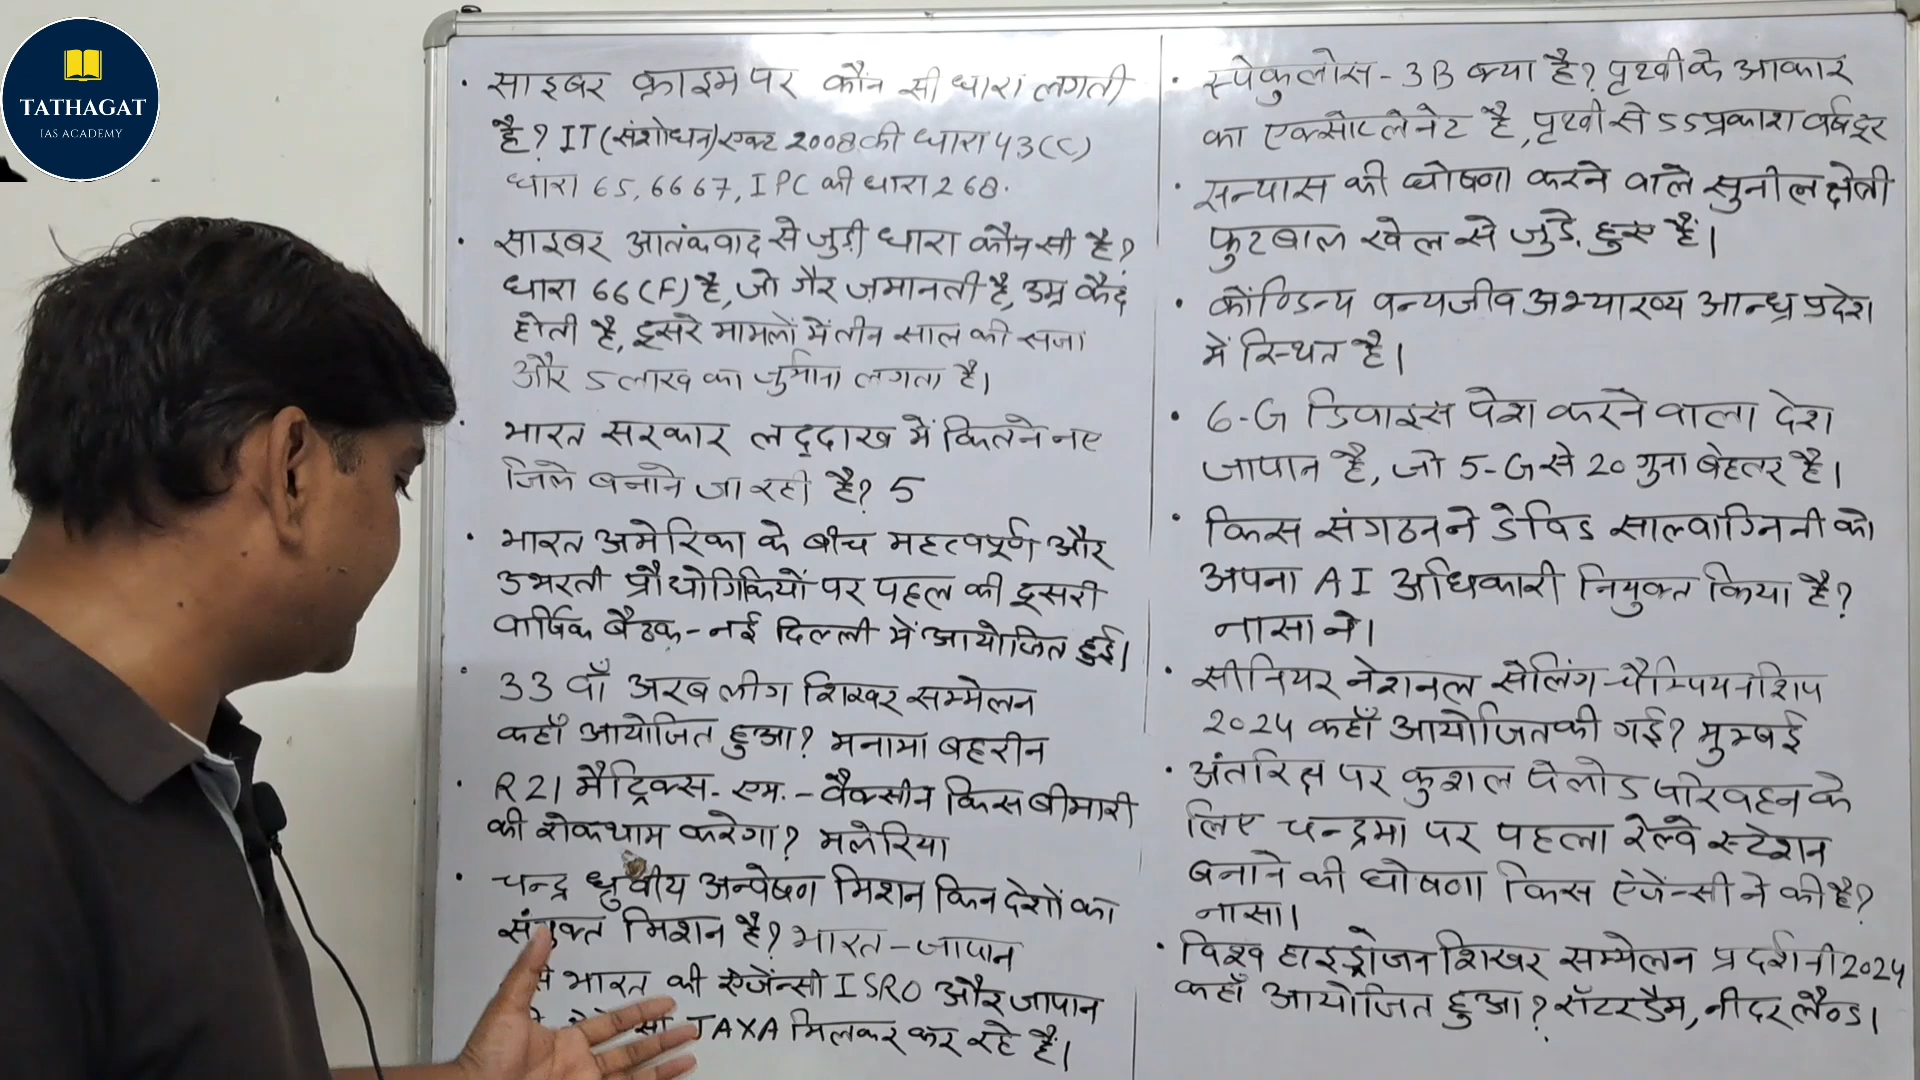 TATHAGAT
IAS ACADEMY
• साइबर क्राइम पर कौन सी धारा लगती
है? IT (संशोधन) एक्ट 2008 की धारा 43(C)
धारा 65, 66 67, IPC की धारा 268.
• साइबर आतंकवाद से जुड़ी धारा कौन सी है?
धारा 66(F) है, जो गैर ज़मानती है, उम्र कैद
होती है, दूसरे मामलों में तीन साल की सजा
और 5 लाख का जुर्माना लगता है।
• भारत सरकार लद्दाख में कितने नए
जिले बनाने जा रही है? 5
• भारत अमेरिका के बीच महत्वपूर्ण और
उभरती प्रौद्योगिकियों पर पहल की दूसरी
वार्षिक बैठक - नई दिल्ली में आयोजित हुई।
• 33 वाँ अरब लीग शिखर सम्मेलन
कहाँ आयोजित हुआ? मनामा बहरीन
• R21 मैट्रिक्स - एम. - वैक्सीन किस बीमारी
की रोकथाम करेगा? मलेरिया
• चन्द्र ध्रुवीय अन्वेषण मिशन किन देशों का
संयुक्त मिशन है? भारत - जापान
भारत की एजेंन्सी ISRO और जापान
JAXA मिलकर कर रहे हैं।
• स्पेकुलोस - 3B क्या है? पृथ्वी के आकार
का एक्सोप्लेनेट है, पृथ्वी से 55 प्रकाश वर्ष दूर
• सन्यास की घोषणा करने वाले सुनील क्षेत्री
फुटबाल खेल से जुड़े हुए हैं।
• कौण्डिन्य वन्यजीव अभ्यारण्य आन्ध्र प्रदेश
में स्थित है।
• 6-G डिवाइस पेश करने वाला देश
जापान है, जो 5-G से 20 गुना बेहतर है।
• किस संगठन ने डेविड साल्वाग्निनी को
अपना AI अधिकारी नियुक्त किया है?
नासा ने।
• सीनियर नेशनल सेलिंग चैम्पियनशिप
2024 कहाँ आयोजित की गई? मुम्बई
• अंतरिक्ष पर कुशल पेलोड परिवहन के
लिए चन्द्रमा पर पहला रेल्वे स्टेशन
बनाने की घोषणा किस ऐजेंन्सी ने की है?
नासा।
• विश्व हाइड्रोजन शिखर सम्मेलन प्रदर्शनी 2024
कहाँ आयोजित हुआ? रॉटरडैम, नीदरलैण्ड।